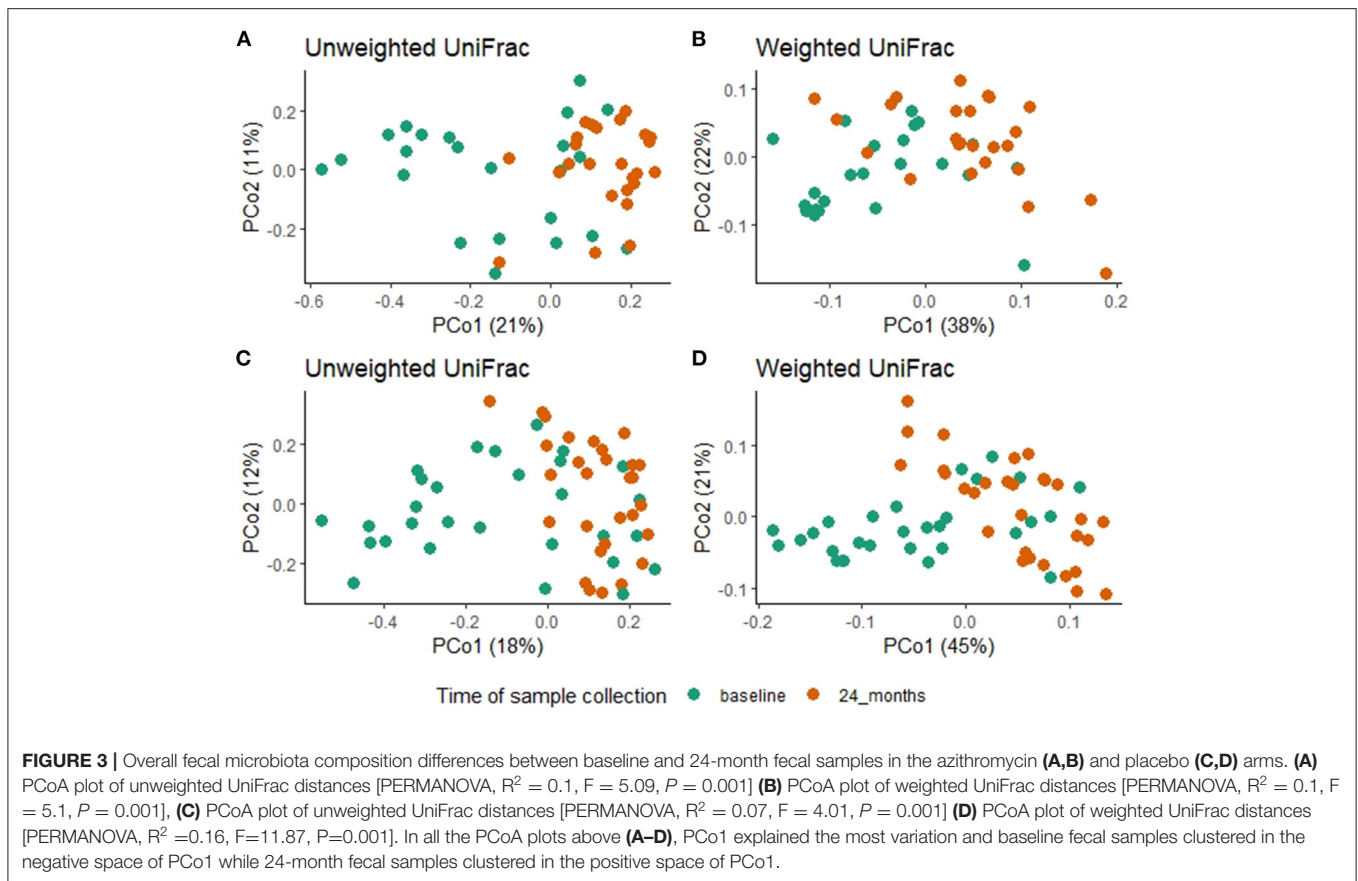 A
Unweighted UniFrac
PCo2 (11%)
0.2
0.0
-0.2
-0.6 -0.4 -0.2 0.0 0.2
PCo1 (21%)
B
Weighted UniFrac
PCo2 (22%)
0.1
0.0
-0.1
-0.1 0.0 0.1 0.2
PCo1 (38%)
C
Unweighted UniFrac
PCo2 (12%)
0.2
0.0
-0.2
-0.4 -0.2 0.0 0.2
PCo1 (18%)
D
Weighted UniFrac
PCo2 (21%)
0.1
0.0
-0.1
-0.2 -0.1 0.0 0.1
PCo1 (45%)
Time of sample collection baseline 24_months
FIGURE 3 | Overall fecal microbiota composition differences between baseline and 24-month fecal samples in the azithromycin (A,B) and placebo (C,D) arms. (A)
PCoA plot of unweighted UniFrac distances [PERMANOVA, R² = 0.1, F = 5.09, P = 0.001] (B) PCoA plot of weighted UniFrac distances [PERMANOVA, R² = 0.1, F
= 5.1, P = 0.001], (C) PCoA plot of unweighted UniFrac distances [PERMANOVA, R² = 0.07, F = 4.01, P = 0.001] (D) PCoA plot of weighted UniFrac distances
[PERMANOVA, R² =0.16, F=11.87, P=0.001]. In all the PCoA plots above (A–D), PCo1 explained the most variation and baseline fecal samples clustered in the
negative space of PCo1 while 24-month fecal samples clustered in the positive space of PCo1.